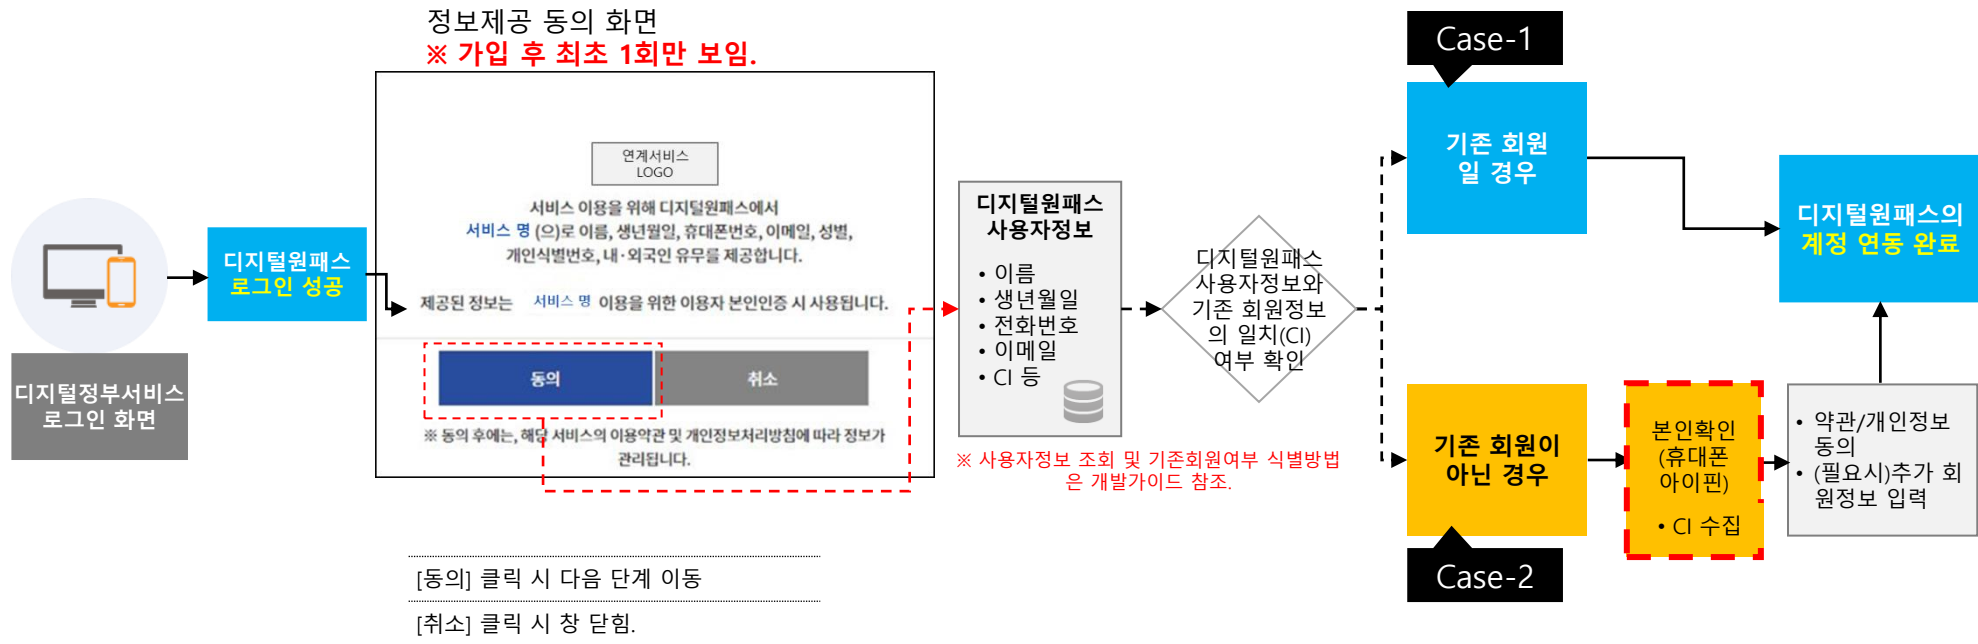 정보제공 동의 화면
※ 가입 후 최초 1회만 보임.
디지털정부서비스
로그인 화면
디지털원패스
로그인 성공
연계서비스
LOGO
서비스 이용을 위해 디지털원패스에서
서비스 명 (으)로 이름, 생년월일, 휴대폰번호, 이메일, 성별,
개인식별번호, 내·외국인 유무를 제공합니다.
제공된 정보는 서비스 명 이용을 위한 이용자 본인인증 시 사용됩니다.
동의
취소
※ 동의 후에는, 해당 서비스의 이용약관 및 개인정보처리방침에 따라 정보가
관리됩니다.
[동의] 클릭 시 다음 단계 이동
[취소] 클릭 시 창 닫힘.
디지털원패스
사용자정보
• 이름
• 생년월일
• 전화번호
• 이메일
• CI 등
※ 사용자정보 조회 및 기존회원여부 식별방법
은 개발가이드 참조.
디지털원패스
사용자정보와
기존 회원정보
의 일치(CI)
여부 확인
Case-1
기존 회원
일 경우
기존 회원이
아닌 경우
Case-2
본인확인
(휴대폰
아이핀)
• CI 수집
• 약관/개인정보
동의
• (필요시)추가 회
원정보 입력
디지털원패스의
계정 연동 완료